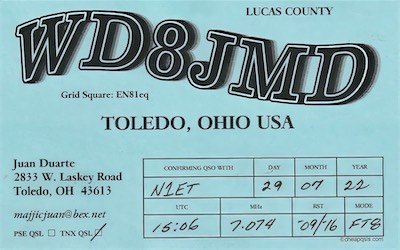 LUCAS COUNTY
WD8JMD
Grid Square: EN81eq
TOLEDO, OHIO USA
Juan Duarte
2833 W. Laskey Road
Toledo, OH 43613
majjicjuan@bex.net
PSE QSL TNX QSL
CONFIRMING QSO WITH DAY MONTH YEAR
N1ET 29 07 22
UTC MHz RST MODE
15:06 7.074 -09/-16 FT8
©cheapqsls.com